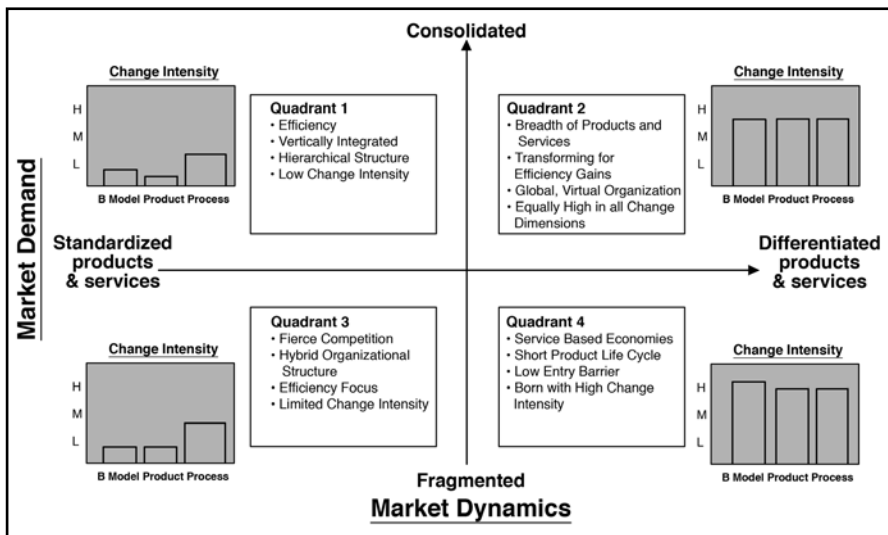 Consolidated
Change Intensity
H
M
L
B Model Product Process
Quadrant 1
• Efficiency
• Vertically Integrated
• Hierarchical Structure
• Low Change Intensity
Quadrant 2
• Breadth of Products and
Services
• Transforming for
Efficiency Gains
• Global, Virtual Organization
• Equally High in all Change
Dimensions
Change Intensity
H
M
L
B Model Product Process
Market Demand
Standardized
products
& services
Differentiated
products
& services
Change Intensity
H
M
L
B Model Product Process
Quadrant 3
• Fierce Competition
• Hybrid Organizational
Structure
• Efficiency Focus
• Limited Change Intensity
Quadrant 4
• Service Based Economies
• Short Product Life Cycle
• Low Entry Barrier
• Born with High Change
Intensity
Change Intensity
H
M
L
B Model Product Process
Fragmented
Market Dynamics